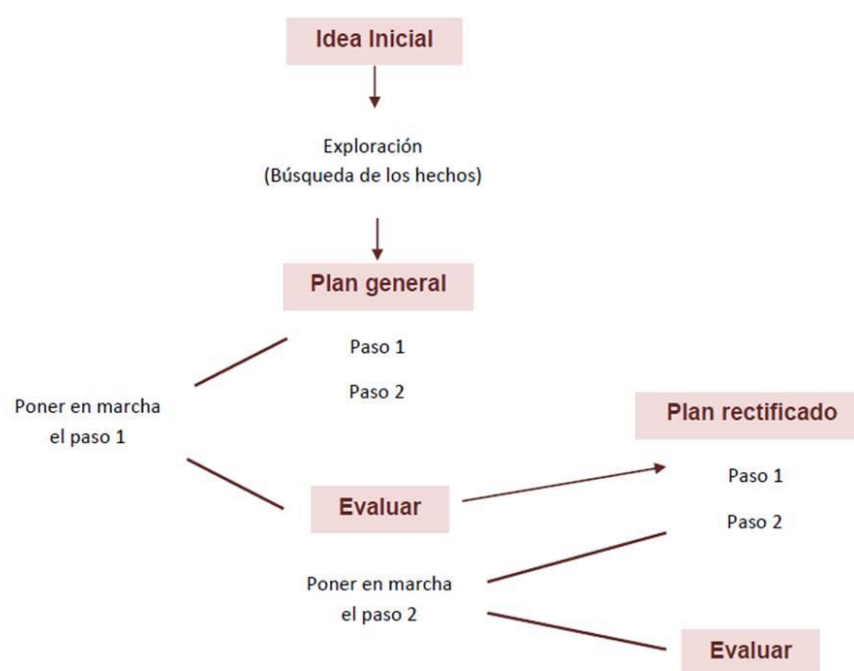 Idea Inicial
Exploración
(Búsqueda de los hechos)
Plan general
Paso 1
Paso 2
Poner en marcha
el paso 1
Evaluar
Plan rectificado
Paso 1
Paso 2
Poner en marcha
el paso 2
Evaluar